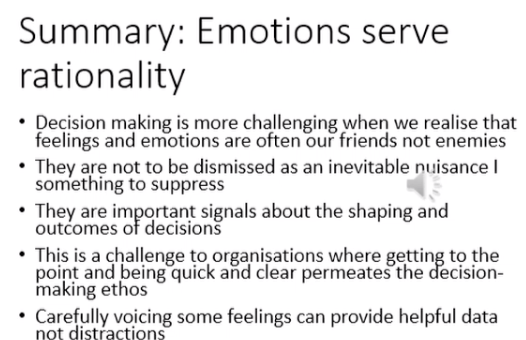 Summary: Emotions serve
rationality
• Decision making is more challenging when we realise that
feelings and emotions are often our friends not enemies
• They are not to be dismissed as an inevitable nuisance I
something to suppress
• They are important signals about the shaping and
outcomes of decisions
• This is a challenge to organisations where getting to the
point and being quick and clear permeates the decision-
making ethos
• Carefully voicing some feelings can provide helpful data
not distractions